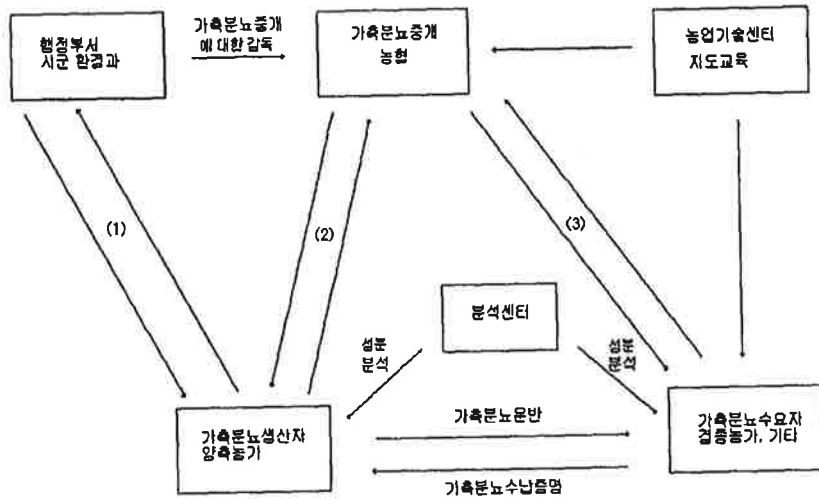 행정부서
시군 환경과
가축분뇨중개
에 대한 감독
가축분뇨중개
농협
농업기술센터
지도교육
(1)
(2)
(3)
분석센터
성분
분석
성분
분석
가축분뇨생산자
양축농가
가축분뇨운반
가축분뇨수납증명
가축분뇨수요자
경종농가, 기타